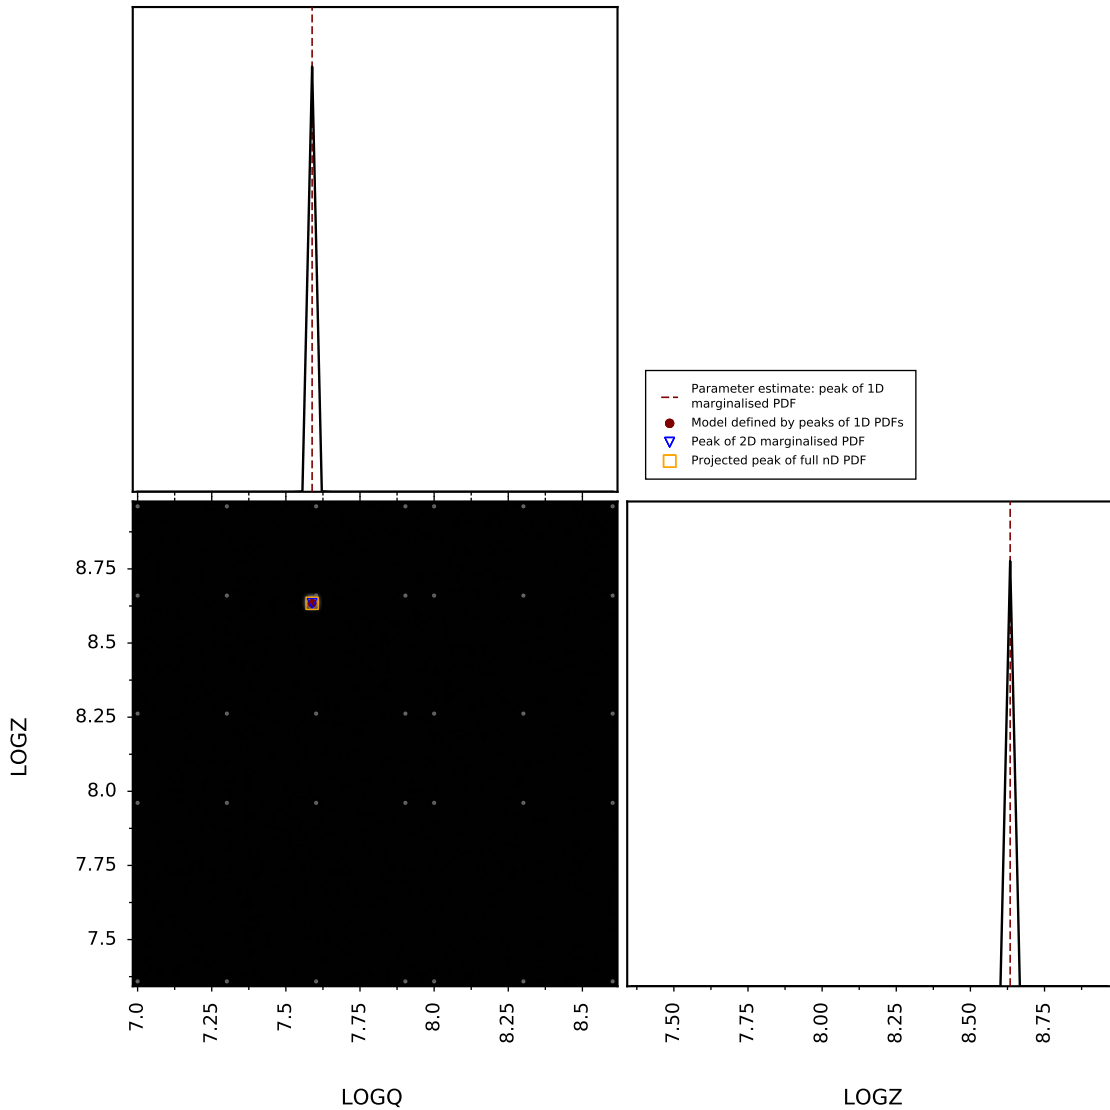 Parameter estimate: peak of 1D
marginalised PDF
Model defined by peaks of 1D PDFs
Peak of 2D marginalised PDF
Projected peak of full nD PDF
LOGZ
8.75
8.5
8.25
8.0
7.75
7.5
7.0
7.25
7.5
7.75
8.0
8.25
8.5
LOGQ
7.50
7.75
8.00
8.25
8.50
8.75
LOGZ